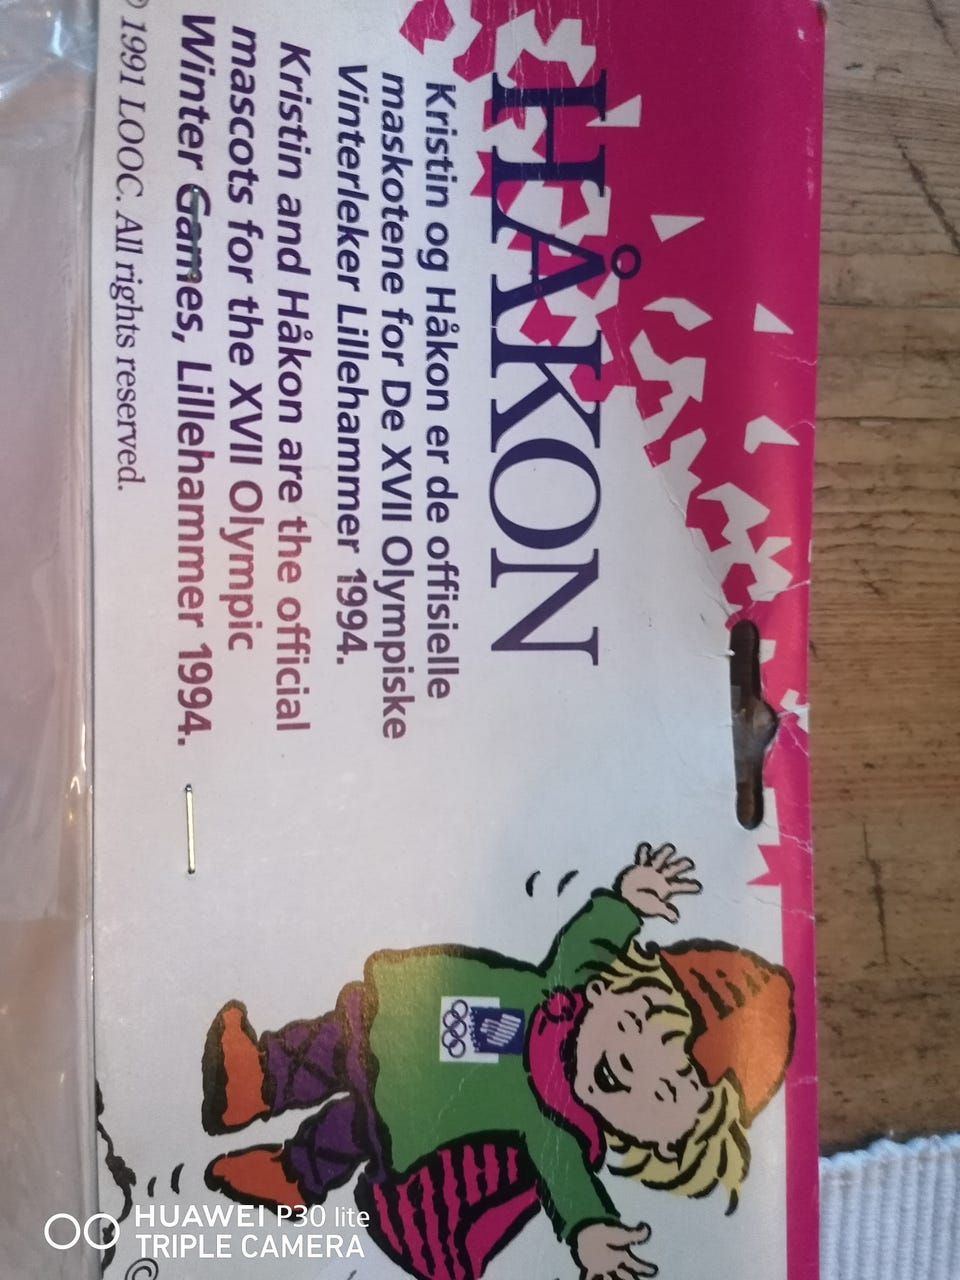 HÅKON
Kristin og Håkon er de offisielle
maskotene for De XVII Olympiske
Vinterleker Lillehammer 1994.
Kristin and Håkon are the official
mascots for the XVII Olympic
Winter Games, Lillehammer 1994.
1991 LOOC. All rights reserved.
©
HUAWEI P30 lite
TRIPLE CAMERA